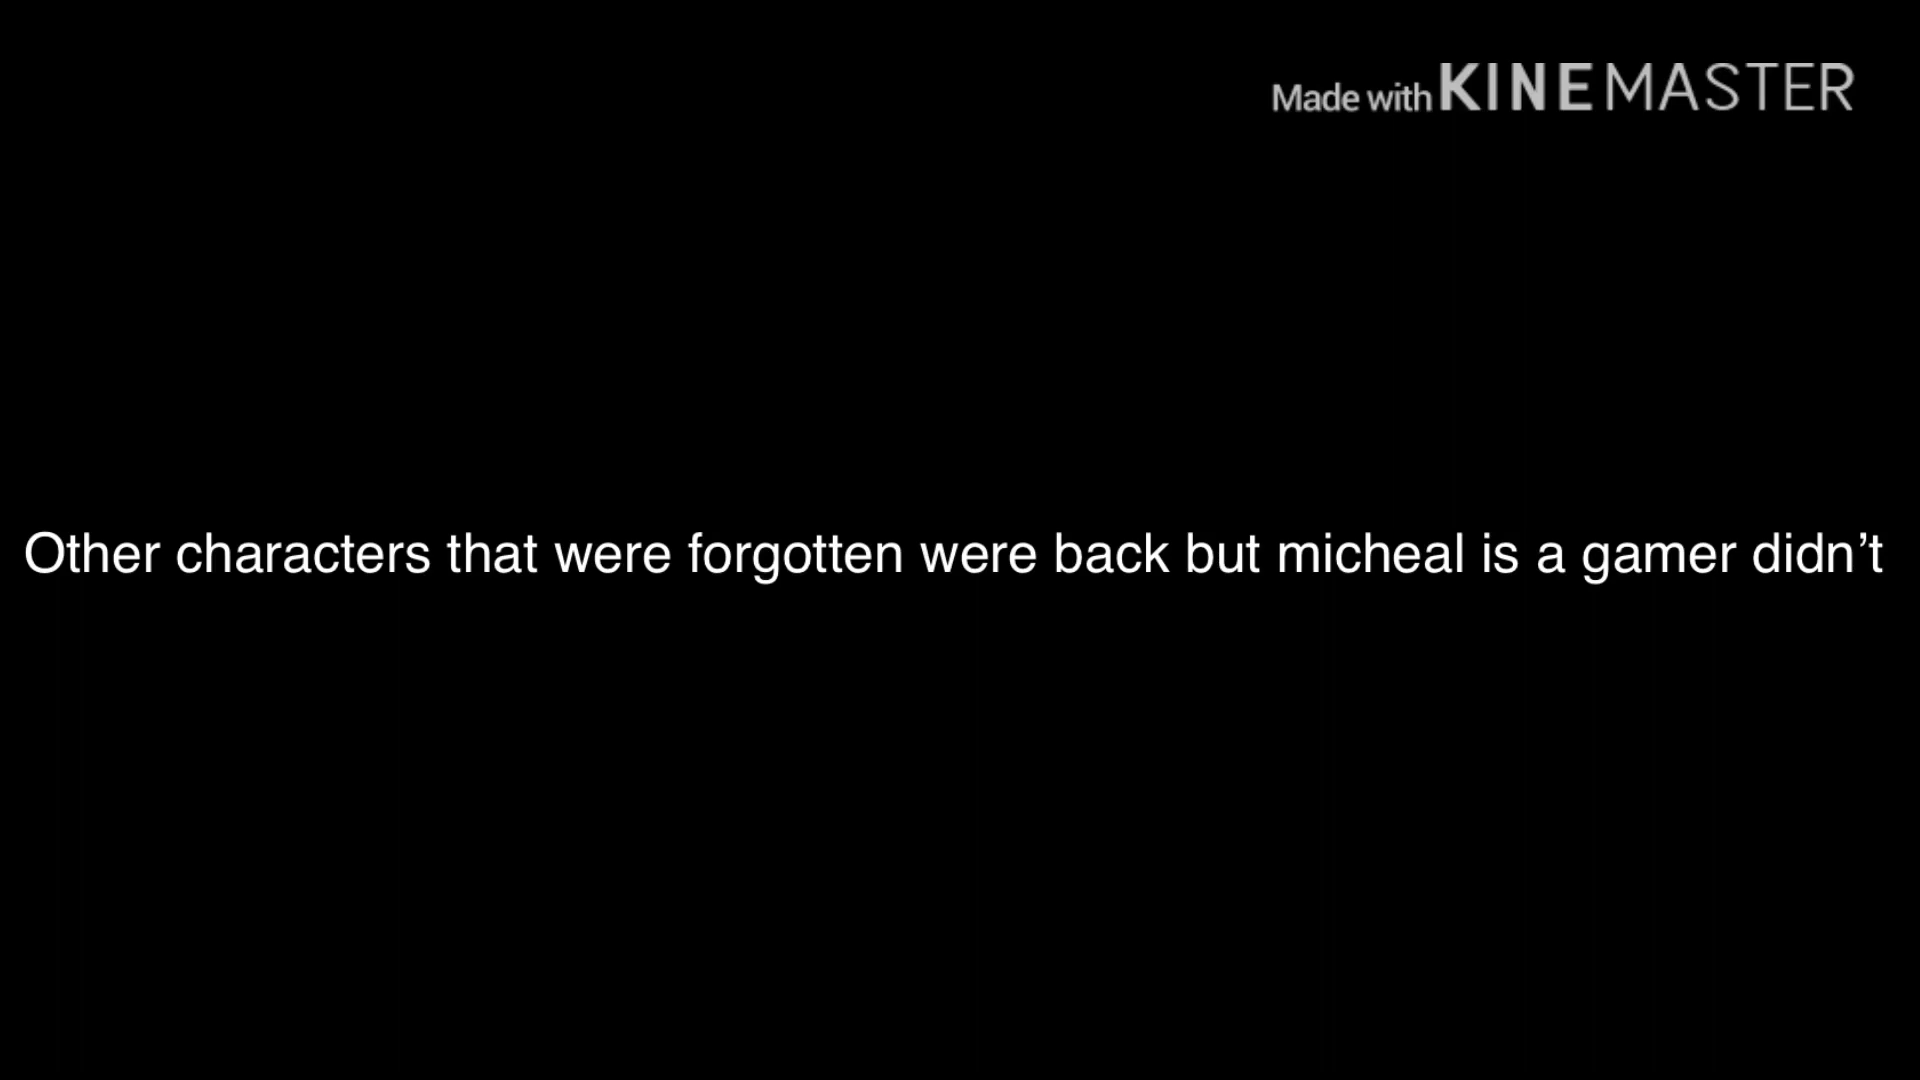 Made with KINEMASTER
Other characters that were forgotten were back but micheal is a gamer didn’t